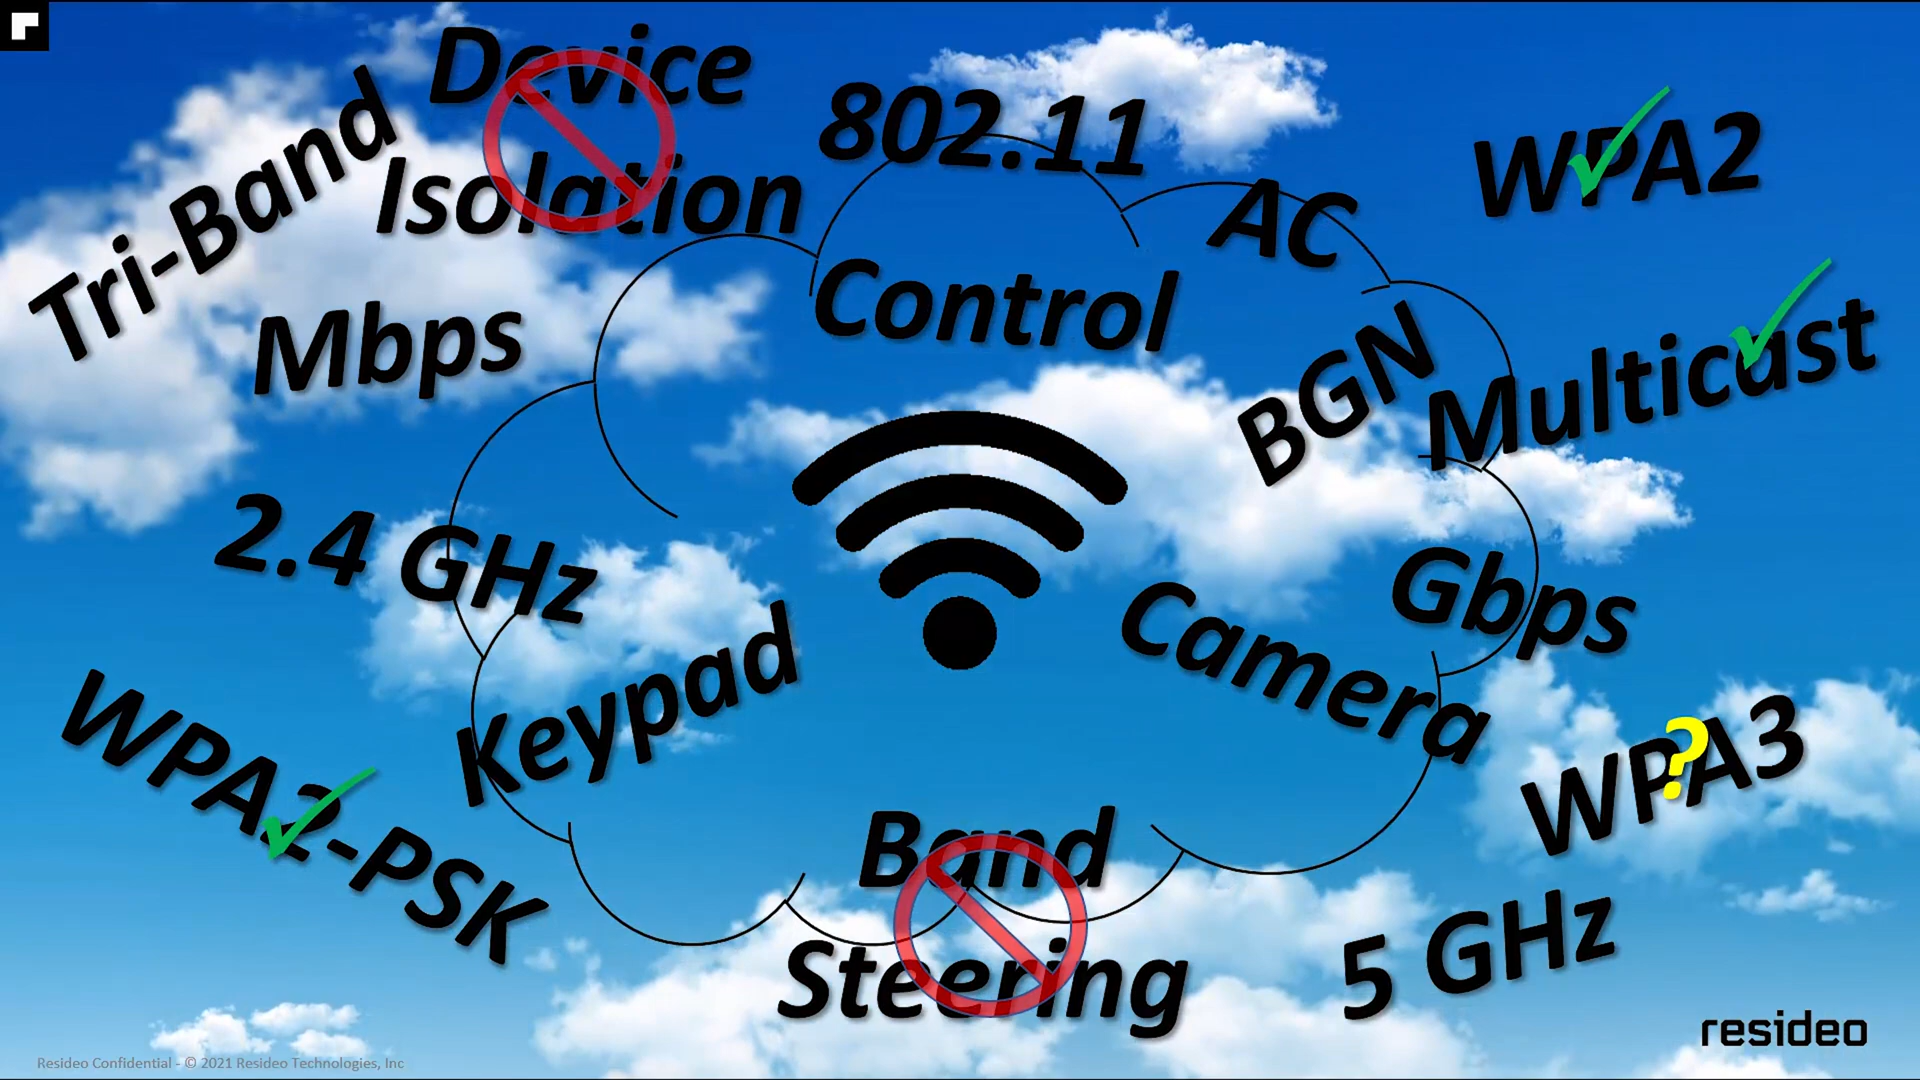 Device
Isolation
Tri-Band
802.11
WPA2
AC
Control
Mbps
BGN
Multicast
2.4 GHz
Gbps
Camera
Keypad
WPA2-PSK
WPA3
?
Band
Steering
5 GHz
resideo
Resideo Confidential - © 2021 Resideo Technologies, Inc